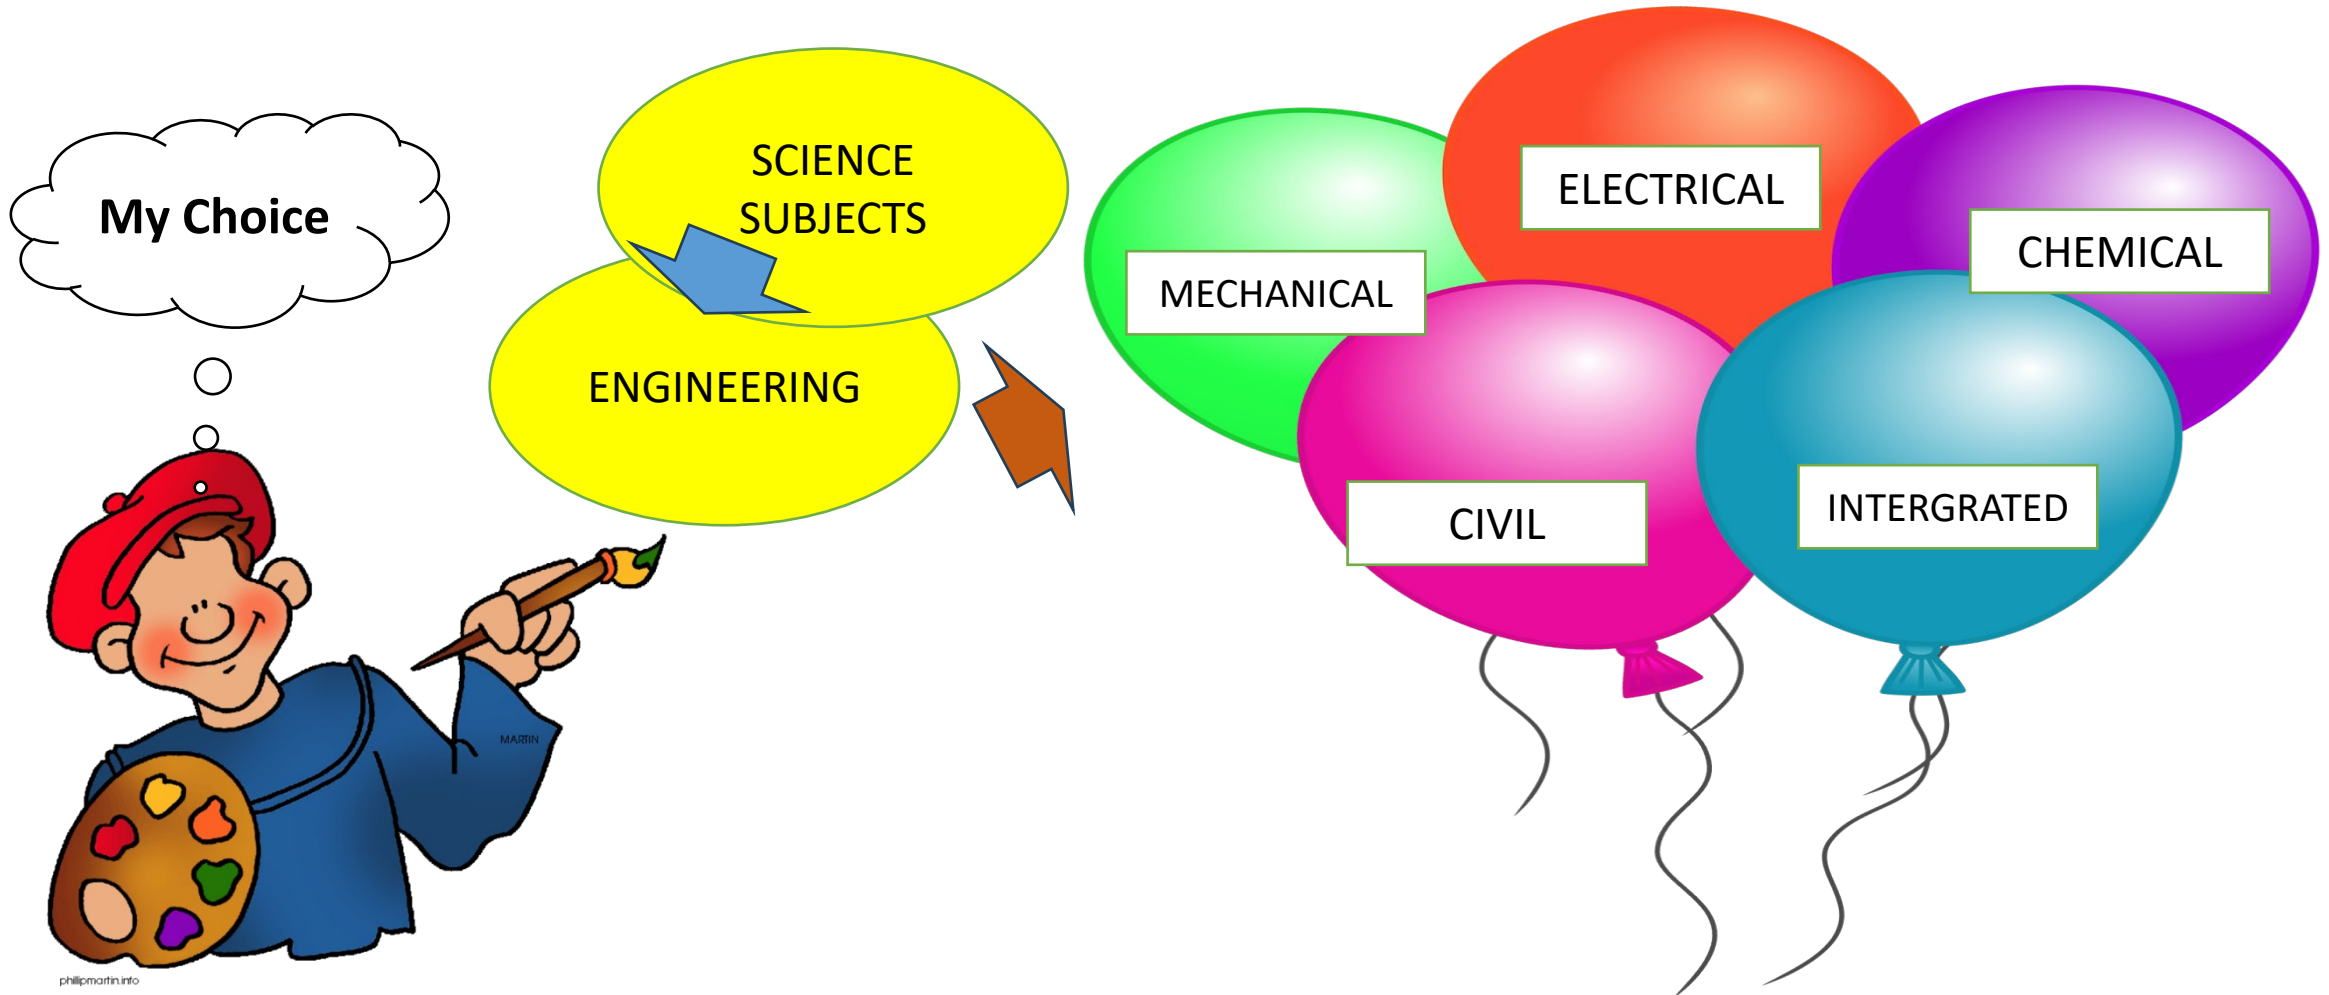 My Choice
SCIENCE
SUBJECTS
ENGINEERING
MECHANICAL
ELECTRICAL
CHEMICAL
CIVIL
INTERGRATED
MARTIN
phillipmartin.info